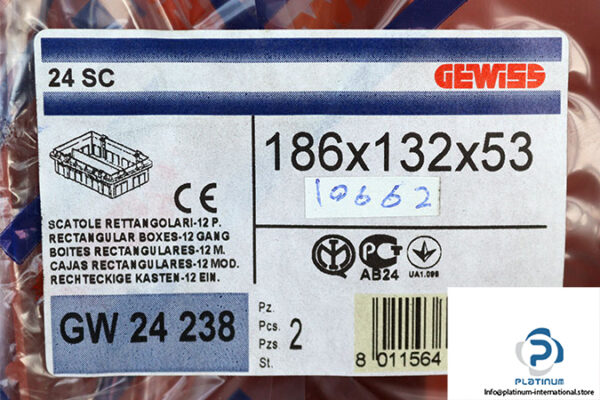 24 SC
GEWISS
186x132x53
10662
CE
SCATOLE RETTANGOLARI-12 P.
RECTANGULAR BOXES-12 GANG
BOITES RECTANGULAIRES-12 M.
CAJAS RECTANGULARES-12 MOD.
RECHTECKIGE KASTEN-12 EIN.
AB24
UA1.096
GW 24 238
Pz.
Pcs.
Pzs
St.
2
8 011564
PLATINUM
Info@platinum-international.store